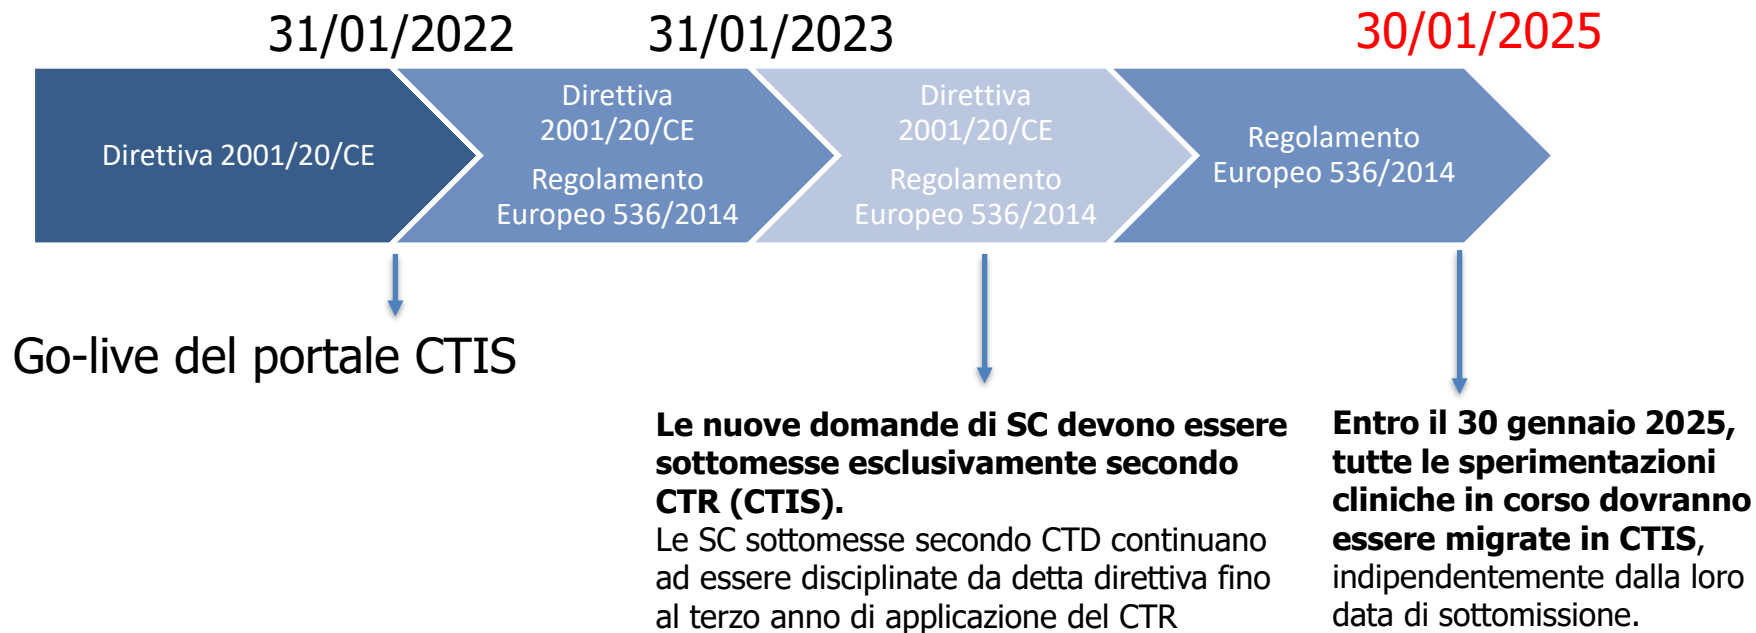 31/01/2022
31/01/2023
30/01/2025
Direttiva 2001/20/CE
Direttiva
2001/20/CE
Regolamento
Europeo 536/2014
Direttiva
2001/20/CE
Regolamento
Europeo 536/2014
Regolamento
Europeo 536/2014
Go-live del portale CTIS
Le nuove domande di SC devono essere
sottomesse esclusivamente secondo
CTR (CTIS).
Le SC sottomesse secondo CTD continuano
ad essere disciplinate da detta direttiva fino
al terzo anno di applicazione del CTR
Entro il 30 gennaio 2025,
tutte le sperimentazioni
cliniche in corso dovranno
essere migrate in CTIS,
indipendentemente dalla loro
data di sottomissione.